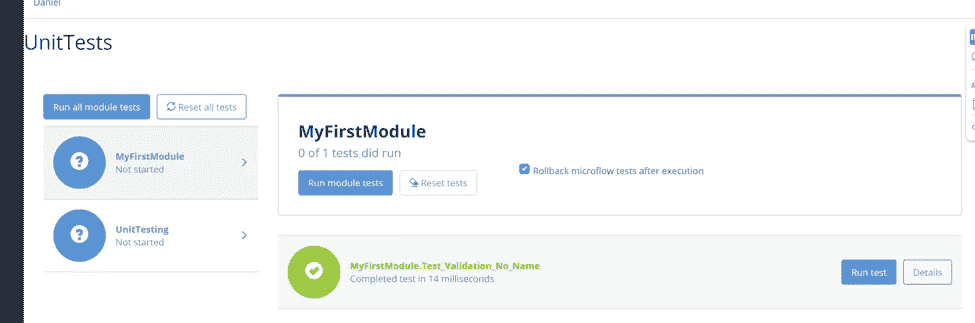 Daniel
UnitTests
Run all module tests
Reset all tests
MyFirstModule
Not started
UnitTesting
Not started
MyFirstModule
0 of 1 tests did run
Run module tests
Reset tests
Rollback microflow tests after execution
MyFirstModule.Test_Validation_No_Name
Completed test in 14 milliseconds
Run test
Details